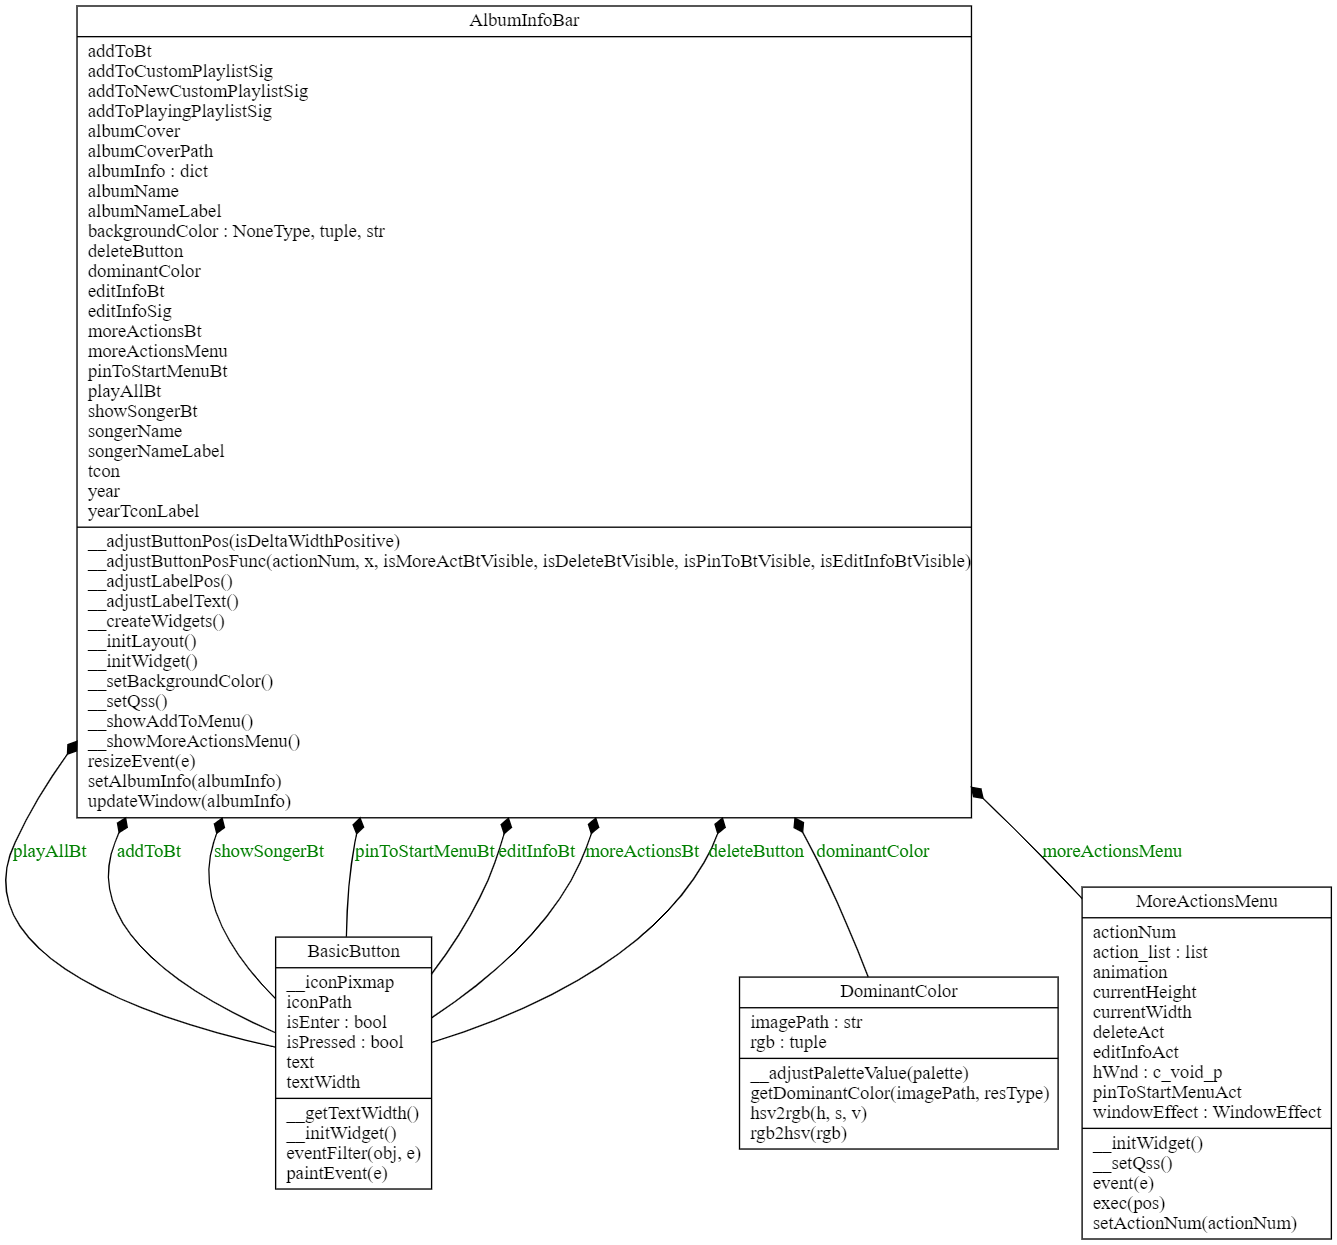 AlbumInfoBar
addToBt
addToCustomPlaylistSig
addToNewCustomPlaylistSig
addToPlayingPlaylistSig
albumCover
albumCoverPath
albumInfo : dict
albumName
albumNameLabel
backgroundColor : NoneType, tuple, str
deleteButton
dominantColor
editInfoBt
editInfoSig
moreActionsBt
moreActionsMenu
pinToStartMenuBt
playAllBt
showSongerBt
songerName
songerNameLabel
tcon
year
yearTconLabel
__adjustButtonPos(isDeltaWidthPositive)
__adjustButtonPosFunc(actionNum, x, isMoreActBtVisible, isDeleteBtVisible, isPinToBtVisible, isEditInfoBtVisible)
__adjustLabelPos()
__adjustLabelText()
__createWidgets()
__initLayout()
__initWidget()
__setBackgroundColor()
__setQss()
__showAddToMenu()
__showMoreActionsMenu()
resizeEvent(e)
setAlbumInfo(albumInfo)
updateWindow(albumInfo)
playAllBt
addToBt
showSongerBt
pinToStartMenuBt
editInfoBt
moreActionsBt
deleteButton
dominantColor
moreActionsMenu
BasicButton
__iconPixmap
iconPath
isEnter : bool
isPressed : bool
text
textWidth
__getTextWidth()
__initWidget()
eventFilter(obj, e)
paintEvent(e)
DominantColor
imagePath : str
rgb : tuple
__adjustPaletteValue(palette)
getDominantColor(imagePath, resType)
hsv2rgb(h, s, v)
rgb2hsv(rgb)
MoreActionsMenu
actionNum
action_list : list
animation
currentHeight
currentWidth
deleteAct
editInfoAct
hWnd : c_void_p
pinToStartMenuAct
windowEffect : WindowEffect
__initWidget()
__setQss()
event(e)
exec(pos)
setActionNum(actionNum)